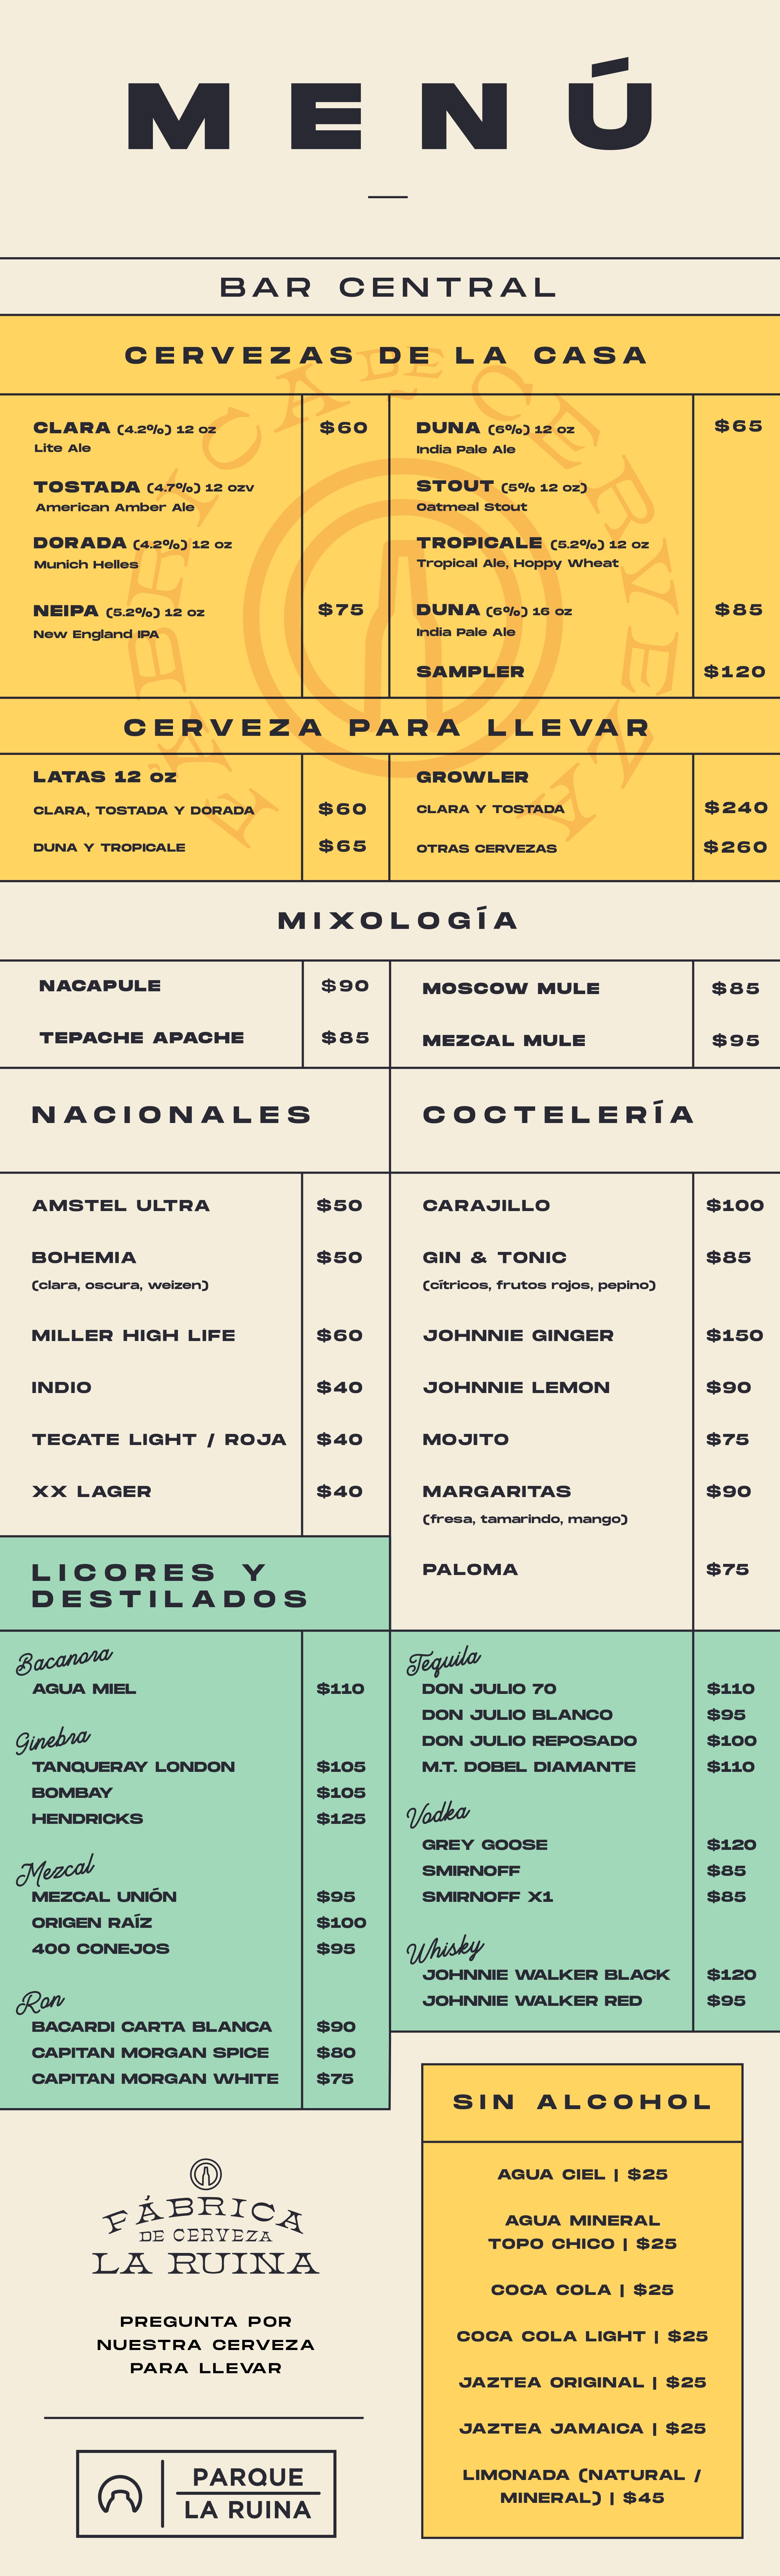 MENÚ
BAR CENTRAL
CERVEZAS DE LA CASA
CLARA (4.2%) 12 oz $60
Lite Ale
TOSTADA (4.7%) 12 ozv
American Amber Ale
DORADA (4.2%) 12 oz
Munich Helles
NEIPA (5.2%) 12 oz $75
New England IPA
DUNA (6%) 12 oz $65
India Pale Ale
STOUT (5% 12 oz)
Oatmeal Stout
TROPICALE (5.2%) 12 oz
Tropical Ale, Hoppy Wheat
DUNA (6%) 16 oz $85
India Pale Ale
SAMPLER $120
FÁBRICA DE CERVEZA
CERVEZA PARA LLEVAR
LATAS 12 oz
CLARA, TOSTADA Y DORADA $60
DUNA Y TROPICALE $65
GROWLER
CLARA Y TOSTADA $240
OTRAS CERVEZAS $260
MIXOLOGÍA
NACAPULE $90
TEPACHE APACHE $85
MOSCOW MULE $85
MEZCAL MULE $95
NACIONALES
AMSTEL ULTRA $50
BOHEMIA $50
(clara, oscura, weizen)
MILLER HIGH LIFE $60
INDIO $40
TECATE LIGHT / ROJA $40
XX LAGER $40
COCTELERÍA
CARAJILLO $100
GIN & TONIC $85
(cítricos, frutos rojos, pepino)
JOHNNIE GINGER $150
JOHNNIE LEMON $90
MOJITO $75
MARGARITAS $90
(fresa, tamarindo, mango)
PALOMA $75
LICORES Y
DESTILADOS
Bacanora
AGUA MIEL $110
Ginebra
TANQUERAY LONDON $105
BOMBAY $105
HENDRICKS $125
Mezcal
MEZCAL UNIÓN $95
ORIGEN RAÍZ $100
400 CONEJOS $95
Ron
BACARDI CARTA BLANCA $90
CAPITAN MORGAN SPICE $80
CAPITAN MORGAN WHITE $75
Tequila
DON JULIO 70 $110
DON JULIO BLANCO $95
DON JULIO REPOSADO $100
M.T. DOBEL DIAMANTE $110
Vodka
GREY GOOSE $120
SMIRNOFF $85
SMIRNOFF X1 $85
Whisky
JOHNNIE WALKER BLACK $120
JOHNNIE WALKER RED $95
SIN ALCOHOL
AGUA CIEL | $25
AGUA MINERAL
TOPO CHICO | $25
COCA COLA | $25
COCA COLA LIGHT | $25
JAZTEA ORIGINAL | $25
JAZTEA JAMAICA | $25
LIMONADA (NATURAL /
MINERAL) | $45
FÁBRICA
DE CERVEZA
LA RUINA
PREGUNTA POR
NUESTRA CERVEZA
PARA LLEVAR
PARQUE
LA RUINA